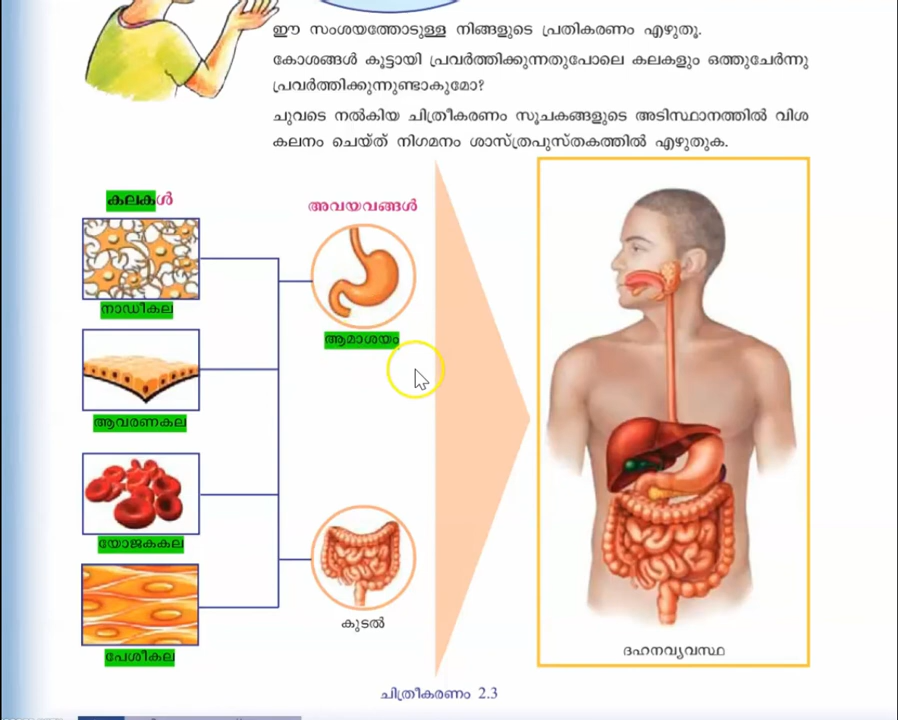 ഈ സംശയത്തോടുള്ള നിങ്ങളുടെ പ്രതികരണം എഴുതൂ.
കോശങ്ങൾ കൂട്ടായി പ്രവർത്തിക്കുന്നതുപോലെ കലകളും ഒത്തുചേർന്നു
പ്രവർത്തിക്കുന്നുണ്ടാകുമോ?
ചുവടെ നൽകിയ ചിത്രീകരണം സൂചകങ്ങളുടെ അടിസ്ഥാനത്തിൽ വിശ
കലനം ചെയ്ത് നിഗമനം ശാസ്ത്രപുസ്തകത്തിൽ എഴുതുക.
കലകൾ
അവയവങ്ങൾ
നാഡീകല
ആമാശയം
ആവരണകല
യോജകകല
കുടൽ
പേശീകല
ദഹനവ്യവസ്ഥ
ചിത്രീകരണം 2.3